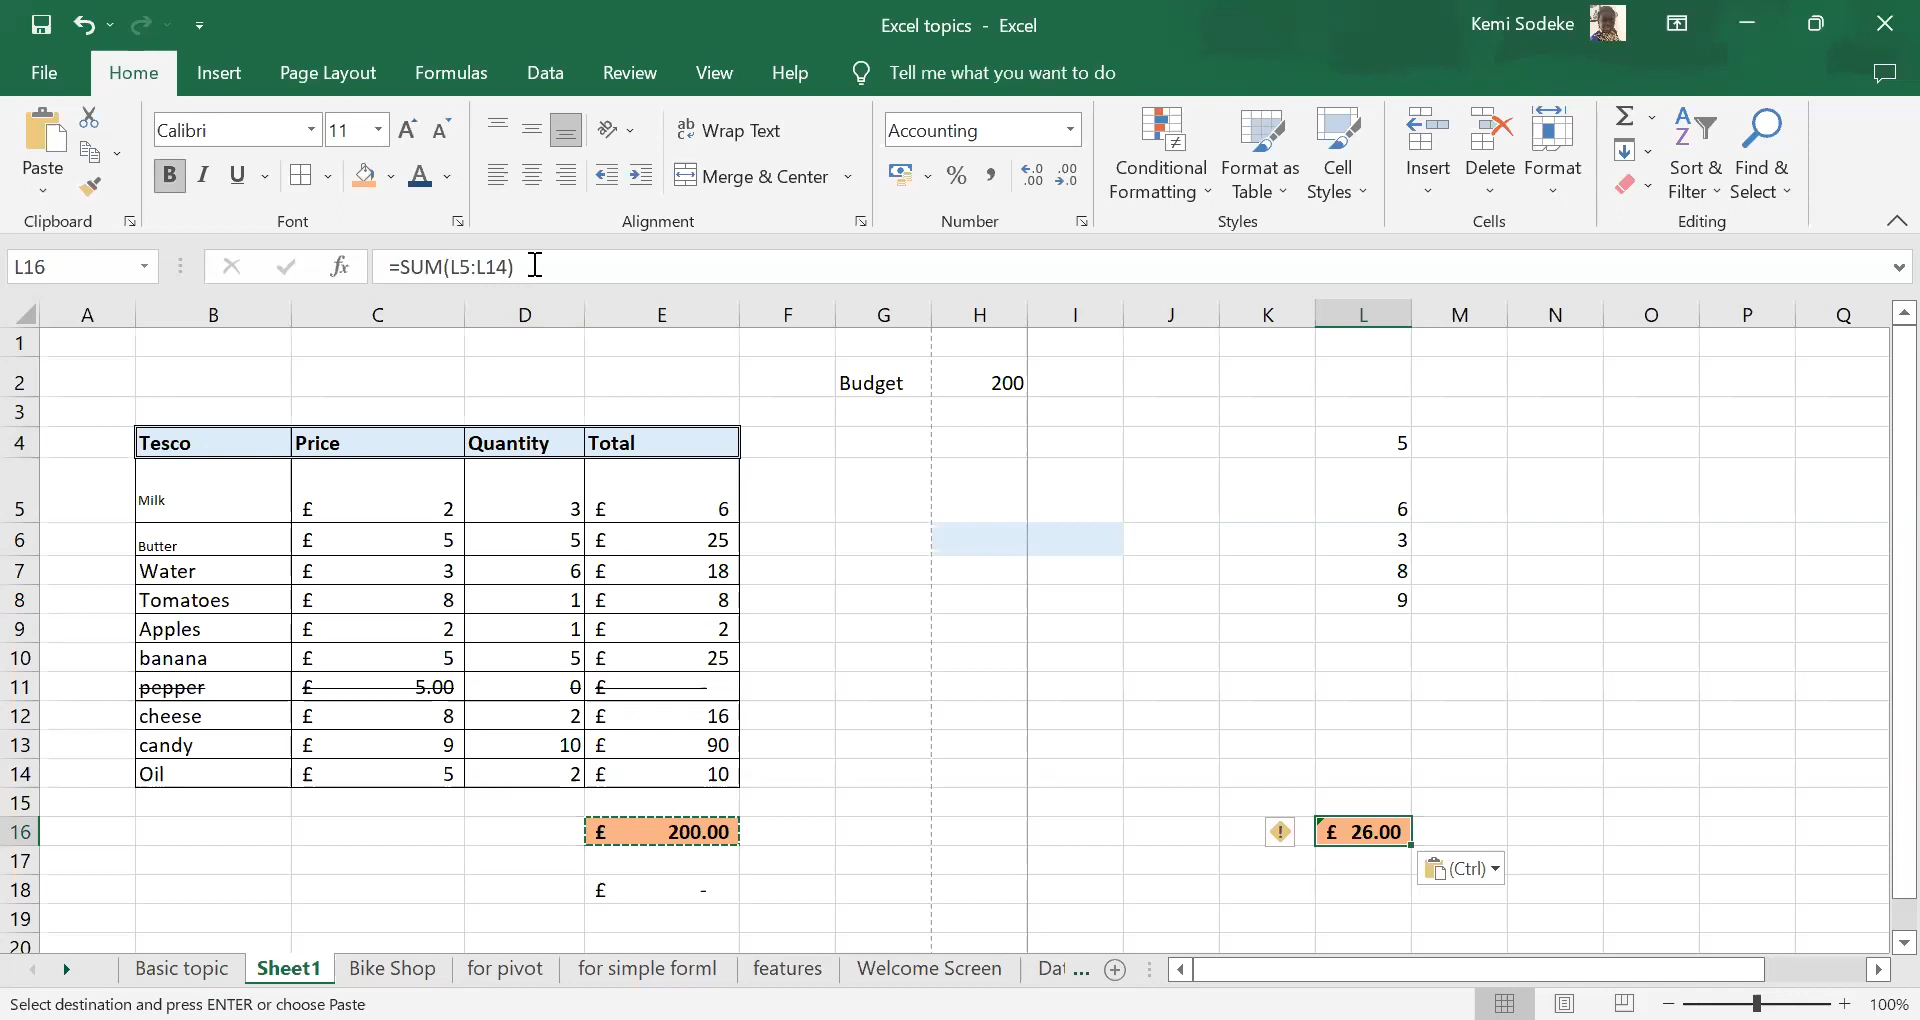 Excel topics - Excel
Kemi Sodeke
File Home Insert Page Layout Formulas Data Review View Help Tell me what you want to do
Calibri 11
ab Wrap Text
Accounting
Paste
B I U
Merge & Center
% ,
Conditional Formatting
Format as Table
Cell Styles
Insert Delete Format
Sort & Filter
Find & Select
Clipboard Font Alignment Number Styles Cells Editing
L16 fx =SUM(L5:L14)
A B C D E F G H I J K L M N O P Q
1
2 Budget 200
3
4 Tesco Price Quantity Total 5
5 Milk £ 2 3 £ 6 6
6 Butter £ 5 5 £ 25 3
7 Water £ 3 6 £ 18 8
8 Tomatoes £ 8 1 £ 8 9
9 Apples £ 2 1 £ 2
10 banana £ 5 5 £ 25
11 pepper £ 5.00 0 £ -
12 cheese £ 8 2 £ 16
13 candy £ 9 10 £ 90
14 Oil £ 5 2 £ 10
15
16 £ 200.00 £ 26.00
17 (Ctrl)
18 £ -
19
20
Basic topic Sheet1 Bike Shop for pivot for simple forml features Welcome Screen Dat ...
Select destination and press ENTER or choose Paste
100%